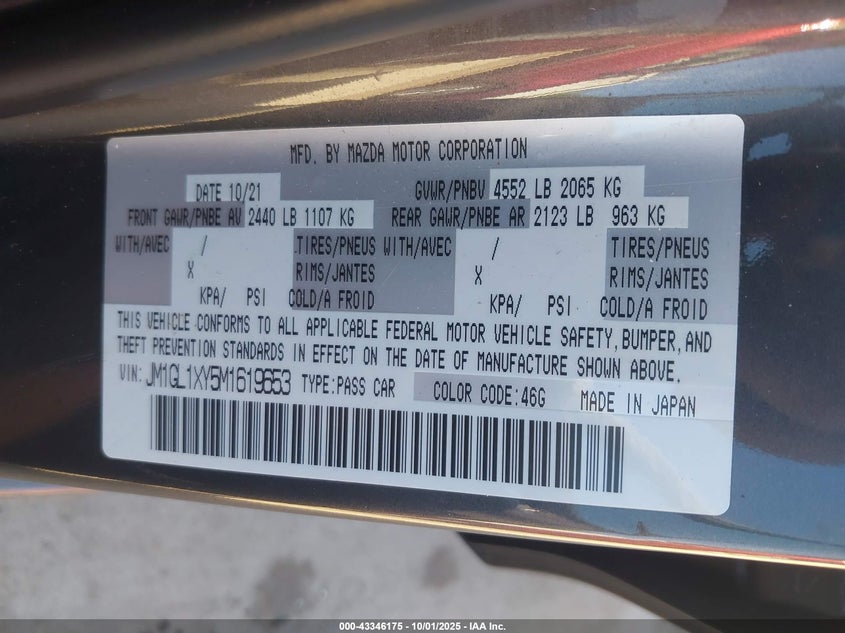 MFD. BY MAZDA MOTOR CORPORATION
DATE 10/21 GVWR/PNBV 4552 LB 2065 KG
FRONT GAWR/PNBE AV 2440 LB 1107 KG REAR GAWR/PNBE AR 2123 LB 963 KG
WITH/AVEC / TIRES/PNEUS WITH/AVEC / TIRES/PNEUS
X RIMS/JANTES X RIMS/JANTES
KPA/ PSI COLD/A FROID KPA/ PSI COLD/A FROID
THIS VEHICLE CONFORMS TO ALL APPLICABLE FEDERAL MOTOR VEHICLE SAFETY, BUMPER, AND
THEFT PREVENTION STANDARDS IN EFFECT ON THE DATE OF MANUFACTURE SHOWN ABOVE.
VIN: JM1GL1XY5M1619653 TYPE:PASS CAR COLOR CODE:46G MADE IN JAPAN
000-43346175 - 10/01/2025 - IAA Inc.